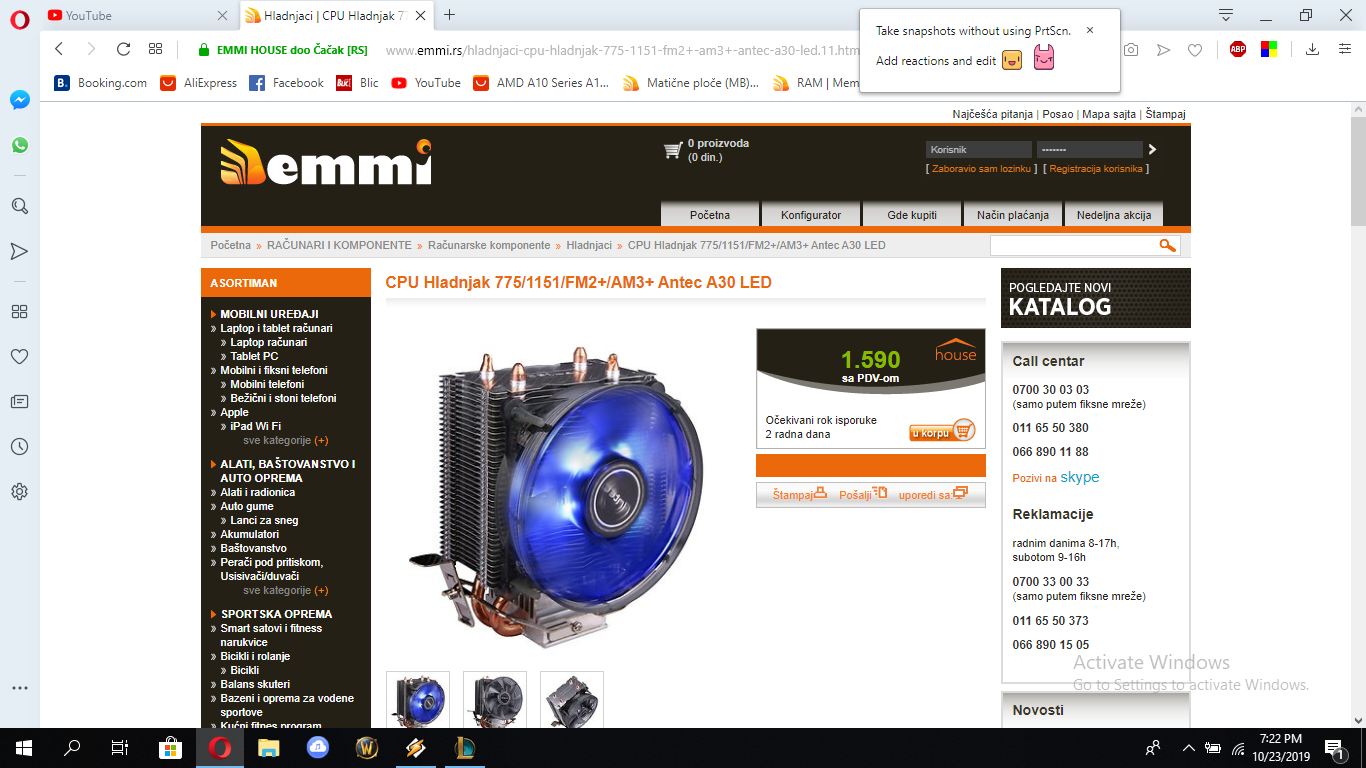 YouTube
Hladnjaci | CPU Hladnjak 77
Take snapshots without using PrtScn.
Add reactions and edit
EMMI HOUSE doo Čačak [RS]
www.emmi.rs/hladnjaci-cpu-hladnjak-775-1151-fm2+-am3+-antec-a30-led.11.htm
ABP
B.
Booking.com
AliExpress
Facebook
Blic
YouTube
AMD A10 Series A1...
Matične ploče (MB)...
RAM | Mem
Najčešća pitanja | Posao | Mapa sajta | Štampaj
emmi
0 proizvoda
(0 din.)
Korisnik
-------
[ Zaboravio sam lozinku ] [ Registracija korisnika ]
Početna
Konfigurator
Gde kupiti
Način plaćanja
Nedeljna akcija
Početna » RAČUNARI I KOMPONENTE » Računarske komponente » Hladnjaci » CPU Hladnjak 775/1151/FM2+/AM3+ Antec A30 LED
ASORTIMAN
MOBILNI UREĐAJI
» Laptop i tablet računari
» Laptop računari
» Tablet PC
» Mobilni i fiksni telefoni
» Mobilni telefoni
» Bežični i stoni telefoni
» Apple
» iPad Wi Fi
sve kategorije (+)
ALATI, BAŠTOVANSTVO I
AUTO OPREMA
» Alati i radionica
» Auto gume
» Lanci za sneg
» Akumulatori
» Baštovanstvo
» Perači pod pritiskom,
Usisivači/duvači
sve kategorije (+)
SPORTSKA OPREMA
» Smart satovi i fitness
narukvice
» Bicikli i rolanje
» Bicikli
» Balans skuteri
» Bazeni i oprema za vodene
sportove
» Kućni fitnes program
CPU Hladnjak 775/1151/FM2+/AM3+ Antec A30 LED
1.590
sa PDV-om
house
Očekivani rok isporuke
2 radna dana
u korpu
Štampaj
Pošalji
uporedi sa:
POGLEDAJTE NOVI
KATALOG
Call centar
0700 30 03 03
(samo putem fiksne mreže)
011 65 50 380
066 890 11 88
Pozivi na skype
Reklamacije
radnim danima 8-17h,
subotom 9-16h
0700 33 00 33
(samo putem fiksne mreže)
011 65 50 373
066 890 15 05
Novosti
Activate Windows
Go to Settings to activate Windows.
7:22 PM
10/23/2019
1